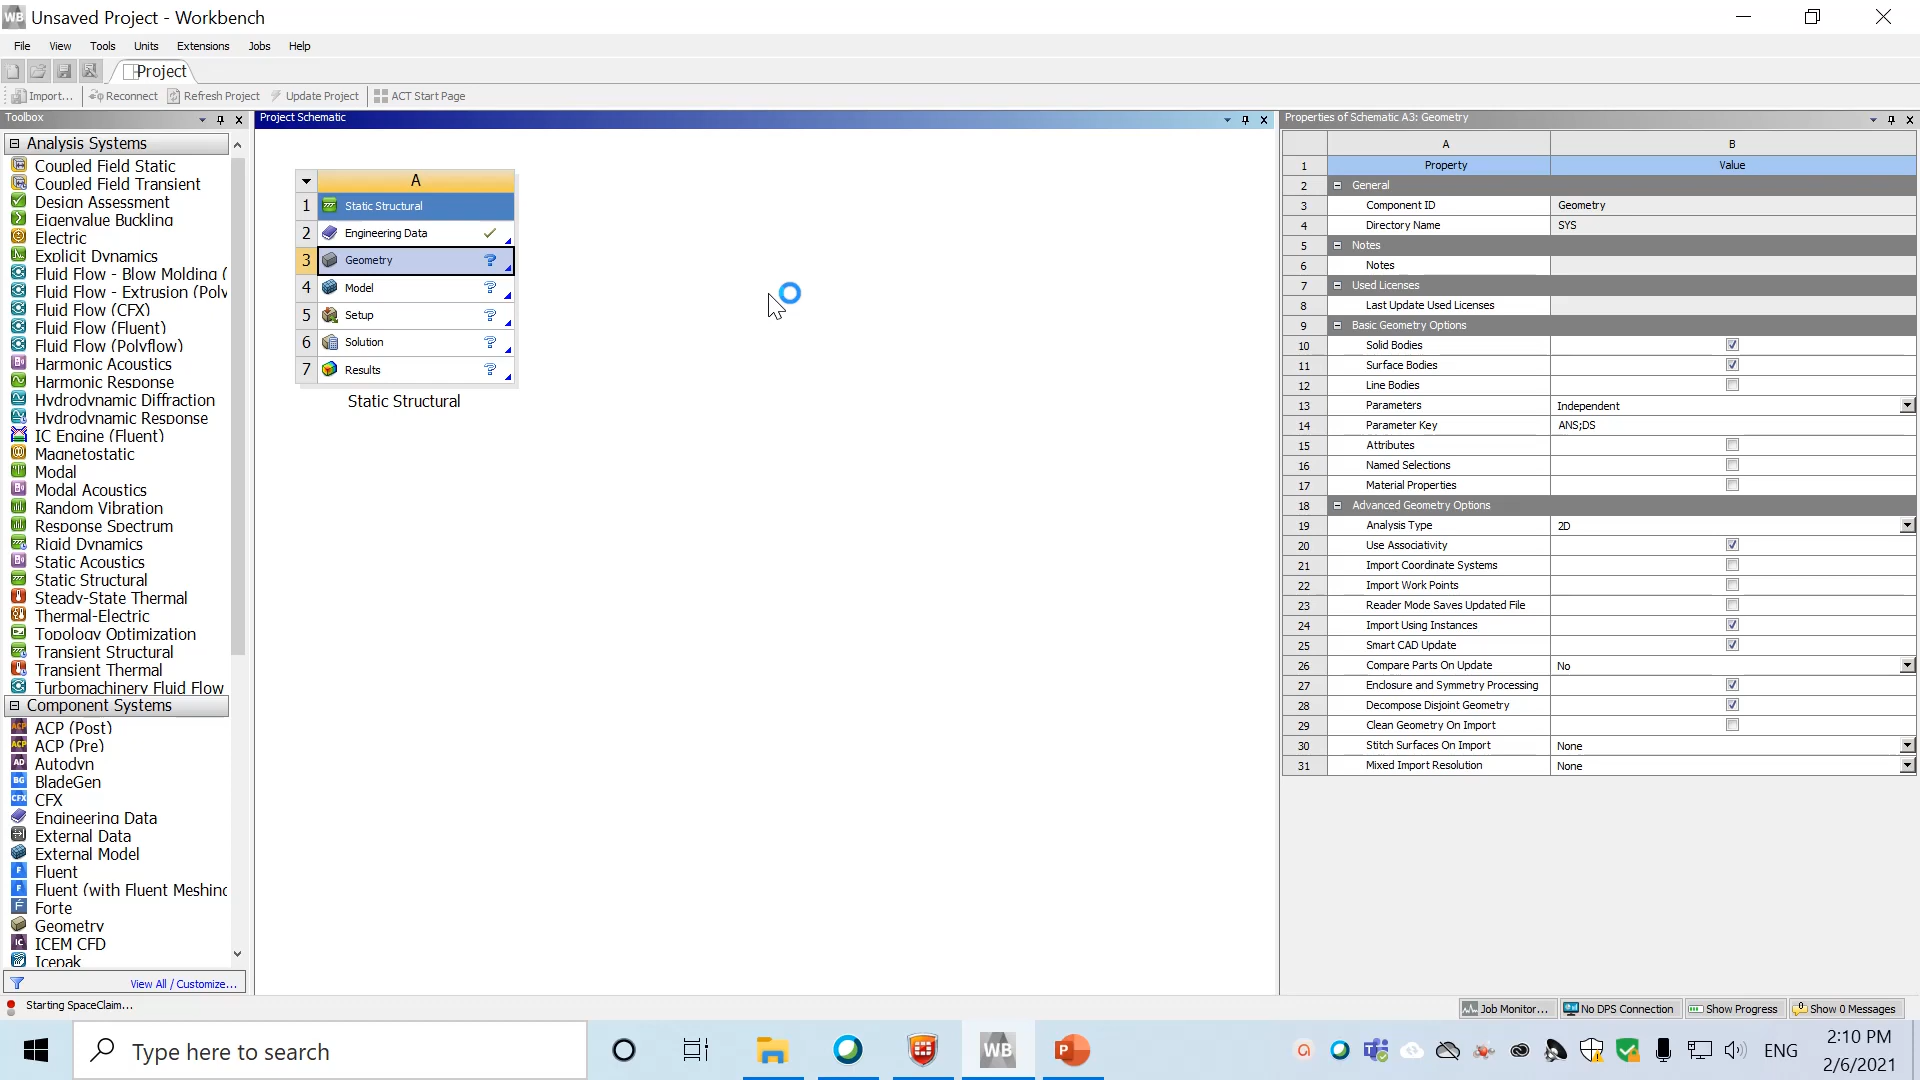 WB Unsaved Project - Workbench
File View Tools Units Extensions Jobs Help
Project
Import... Reconnect Refresh Project Update Project ACT Start Page
Toolbox
Analysis Systems
Coupled Field Static
Coupled Field Transient
Design Assessment
Eigenvalue Buckling
Electric
Explicit Dynamics
Fluid Flow - Blow Molding (
Fluid Flow - Extrusion (Poly
Fluid Flow (CFX)
Fluid Flow (Fluent)
Fluid Flow (Polyflow)
Harmonic Acoustics
Harmonic Response
Hydrodynamic Diffraction
Hydrodynamic Response
IC Engine (Fluent)
Magnetostatic
Modal
Modal Acoustics
Random Vibration
Response Spectrum
Rigid Dynamics
Static Acoustics
Static Structural
Steady-State Thermal
Thermal-Electric
Topology Optimization
Transient Structural
Transient Thermal
Turbomachinery Fluid Flow
Component Systems
ACP (Post)
ACP (Pre)
Autodyn
BladeGen
CFX
Engineering Data
External Data
External Model
Fluent
Fluent (with Fluent Meshing
Forte
Geometry
ICEM CFD
Icepak
View All / Customize...
Project Schematic
A
1 Static Structural
2 Engineering Data
3 Geometry ?
4 Model ?
5 Setup ?
6 Solution ?
7 Results ?
Static Structural
Properties of Schematic A3: Geometry
A B
1 Property Value
2 General
3 Component ID Geometry
4 Directory Name SYS
5 Notes
6 Notes
7 Used Licenses
8 Last Update Used Licenses
9 Basic Geometry Options
10 Solid Bodies
11 Surface Bodies
12 Line Bodies
13 Parameters Independent
14 Parameter Key ANS;DS
15 Attributes
16 Named Selections
17 Material Properties
18 Advanced Geometry Options
19 Analysis Type 2D
20 Use Associativity
21 Import Coordinate Systems
22 Import Work Points
23 Reader Mode Saves Updated File
24 Import Using Instances
25 Smart CAD Update
26 Compare Parts On Update No
27 Enclosure and Symmetry Processing
28 Decompose Disjoint Geometry
29 Clean Geometry On Import
30 Stitch Surfaces On Import None
31 Mixed Import Resolution None
Starting SpaceClaim...
Job Monitor... No DPS Connection Show Progress Show 0 Messages
Type here to search
WB
P
ENG
2:10 PM
2/6/2021